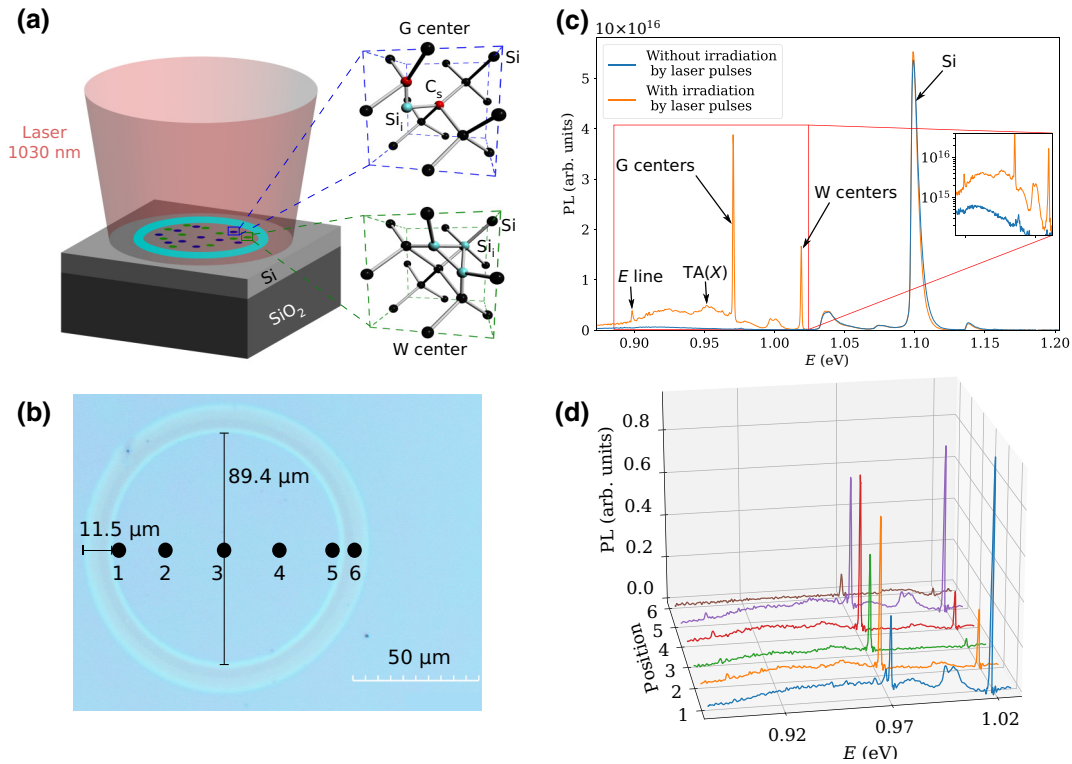 (a)
G center
Si
C_s
Si_i
Laser
1030 nm
Si
Si_i
Si
SiO_2
W center
(b)
89.4 µm
11.5 µm
1 2 3 4 5 6
50 µm
(c)
10×10^16
Without irradiation
by laser pulses
With irradiation
by laser pulses
Si
G centers
W centers
E line
TA(X)
10^16
10^15
PL (arb. units)
5
4
3
2
1
0
0.90 0.95 1.00 1.05 1.10 1.15 1.20
E (eV)
(d)
PL (arb. units)
0.8
0.6
0.4
0.2
0.0
6
5
4
3
2
1
Position
0.92 0.97 1.02
E (eV)